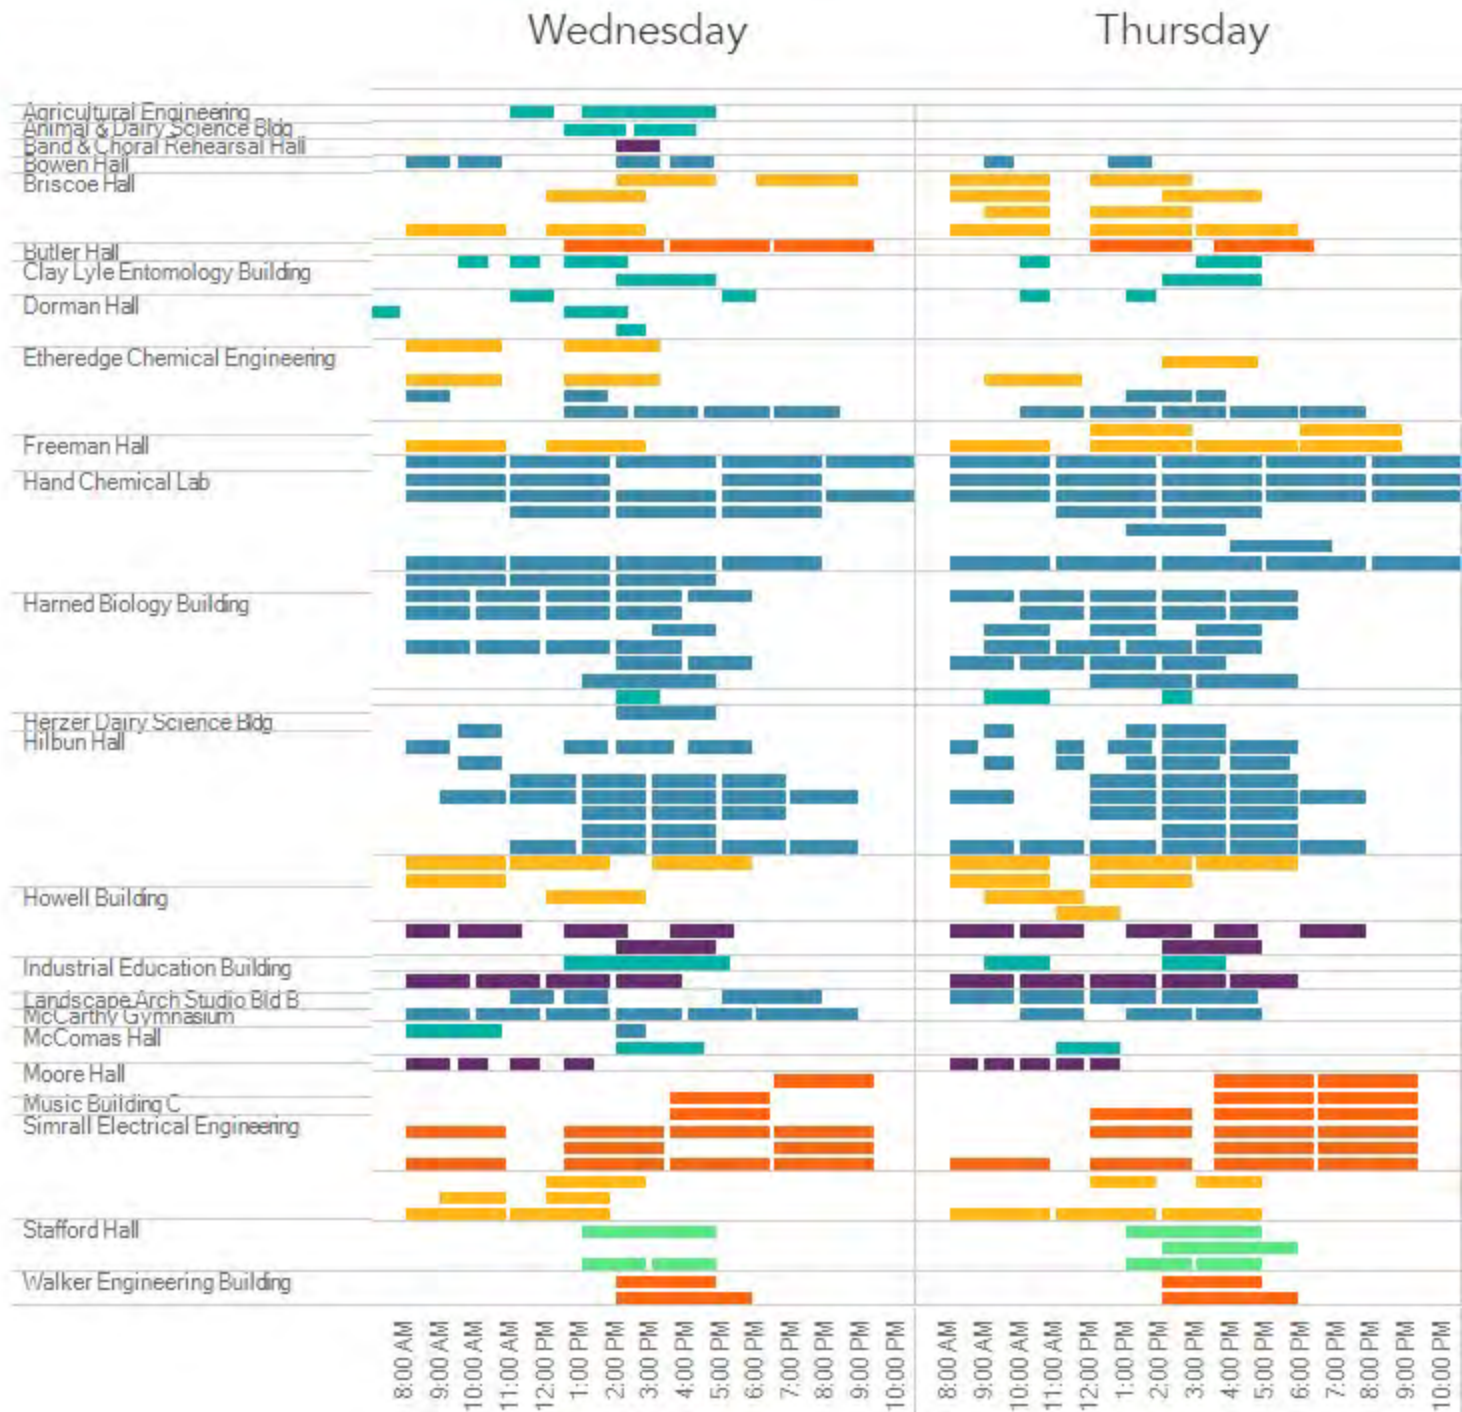 Wednesday Thursday
Agricultural Engineering
Animal & Dairy Science Bldg
Band & Choral Rehearsal Hall
Bowen Hall
Briscoe Hall
Butler Hall
Clay Lyle Entomology Building
Dorman Hall
Etheredge Chemical Engineering
Freeman Hall
Hand Chemical Lab
Harned Biology Building
Herzer Dairy Science Bldg
Hilbun Hall
Howell Building
Industrial Education Building
Landscape Arch Studio Bld B
McCarthy Gymnasium
McComas Hall
Moore Hall
Music Building C
Simrall Electrical Engineering
Stafford Hall
Walker Engineering Building
8:00 AM 9:00 AM 10:00 AM 11:00 AM 12:00 PM 1:00 PM 2:00 PM 3:00 PM 4:00 PM 5:00 PM 6:00 PM 7:00 PM 8:00 PM 9:00 PM 10:00 PM 8:00 AM 9:00 AM 10:00 AM 11:00 AM 12:00 PM 1:00 PM 2:00 PM 3:00 PM 4:00 PM 5:00 PM 6:00 PM 7:00 PM 8:00 PM 9:00 PM 10:00 PM